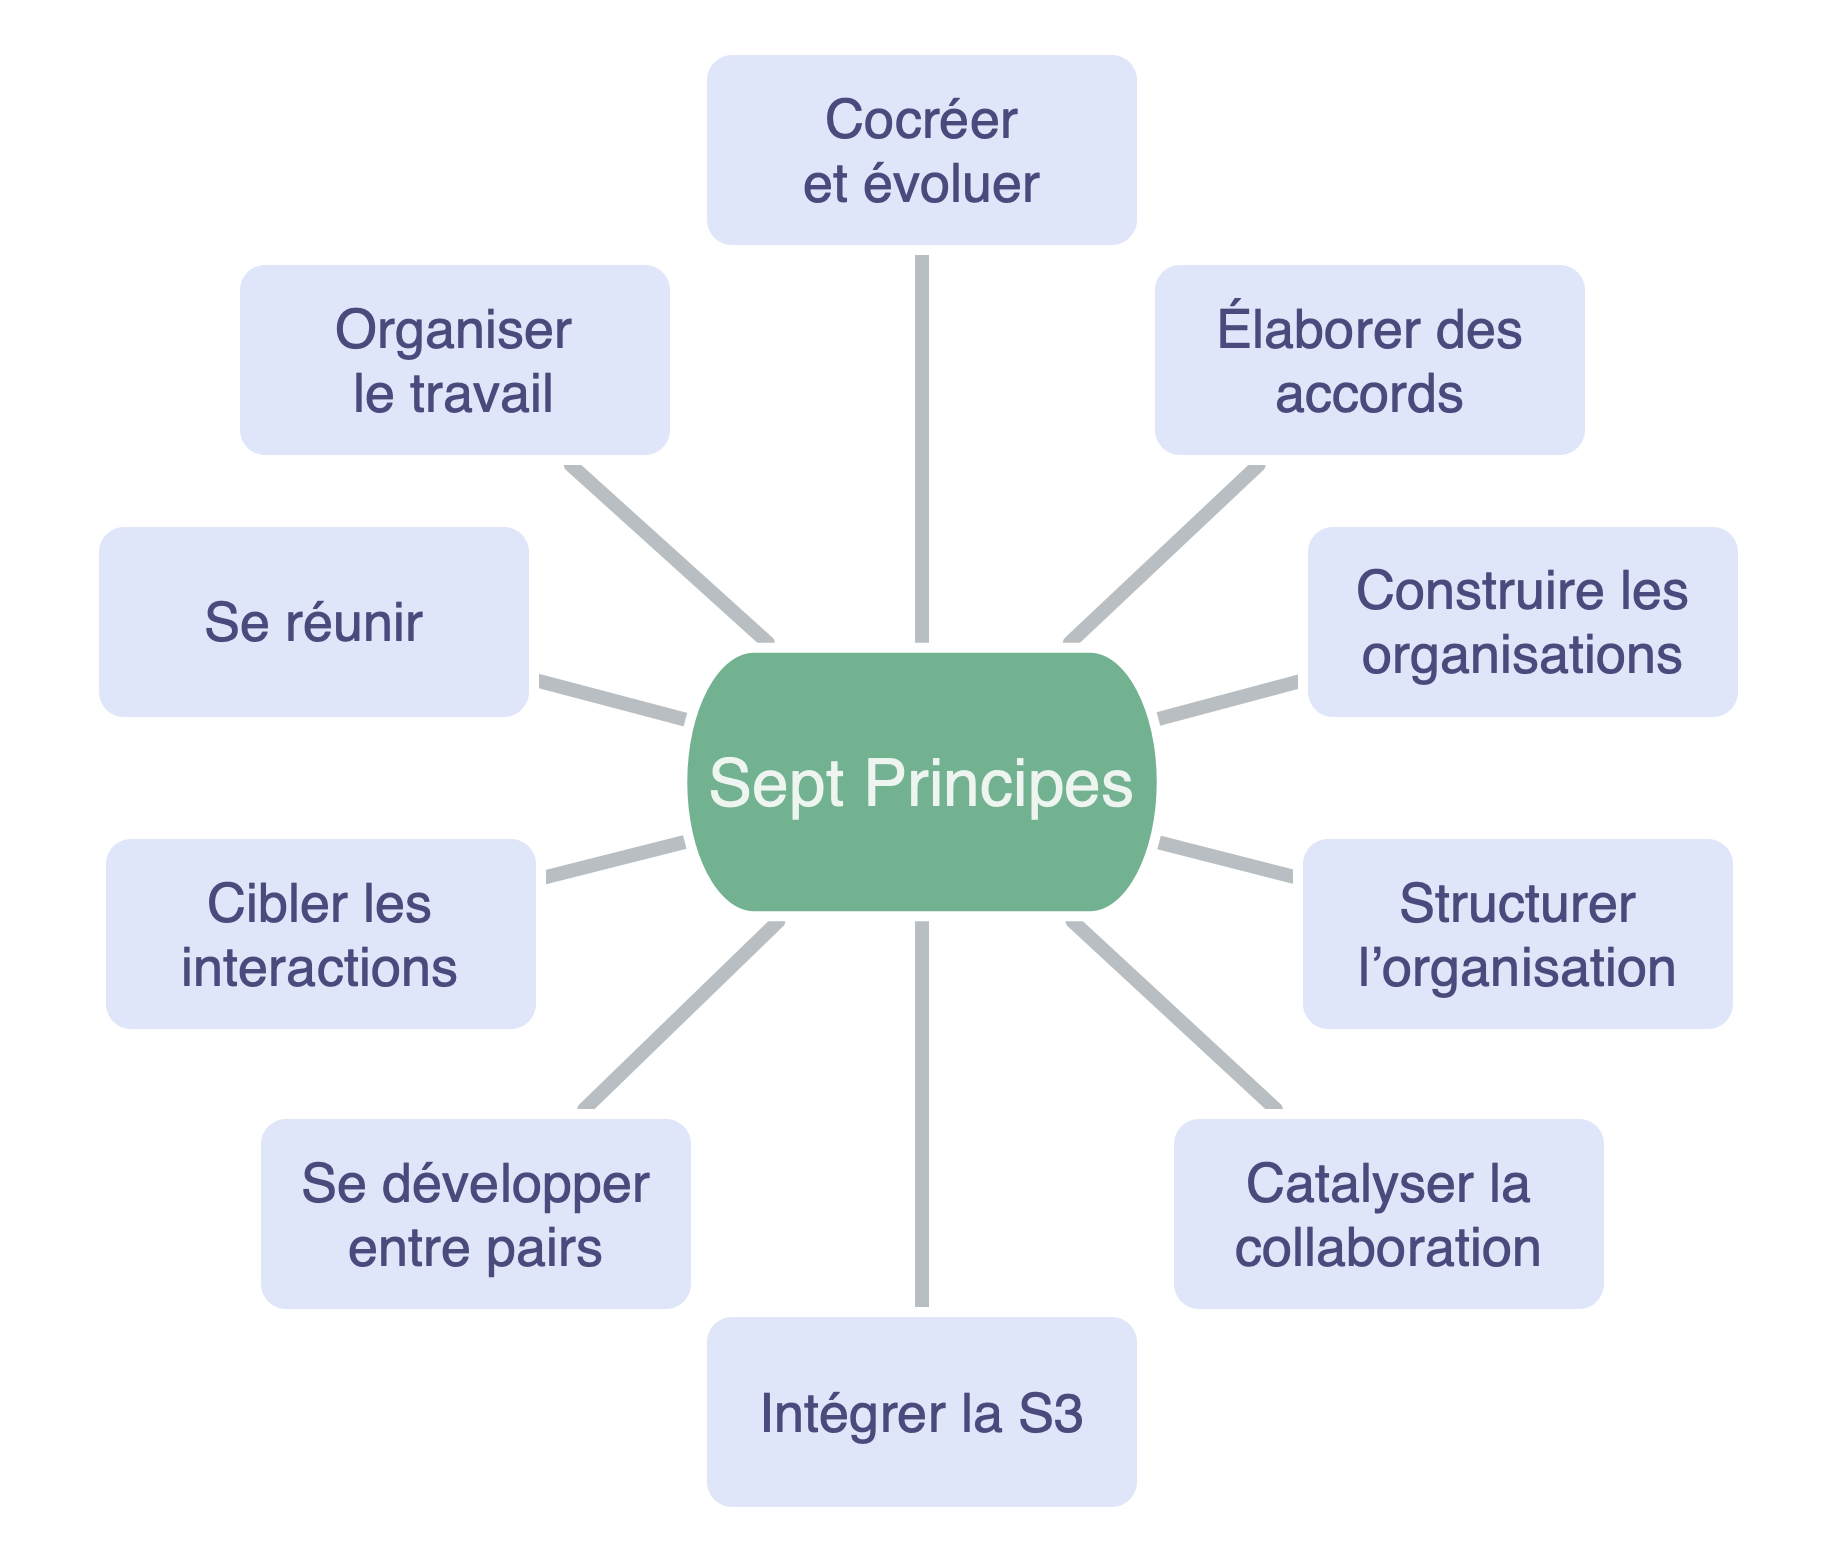 Cocréer
et évoluer
Organiser
le travail
Élaborer des
accords
Se réunir
Construire les
organisations
Sept Principes
Cibler les
interactions
Structurer
l’organisation
Se développer
entre pairs
Catalyser la
collaboration
Intégrer la S3